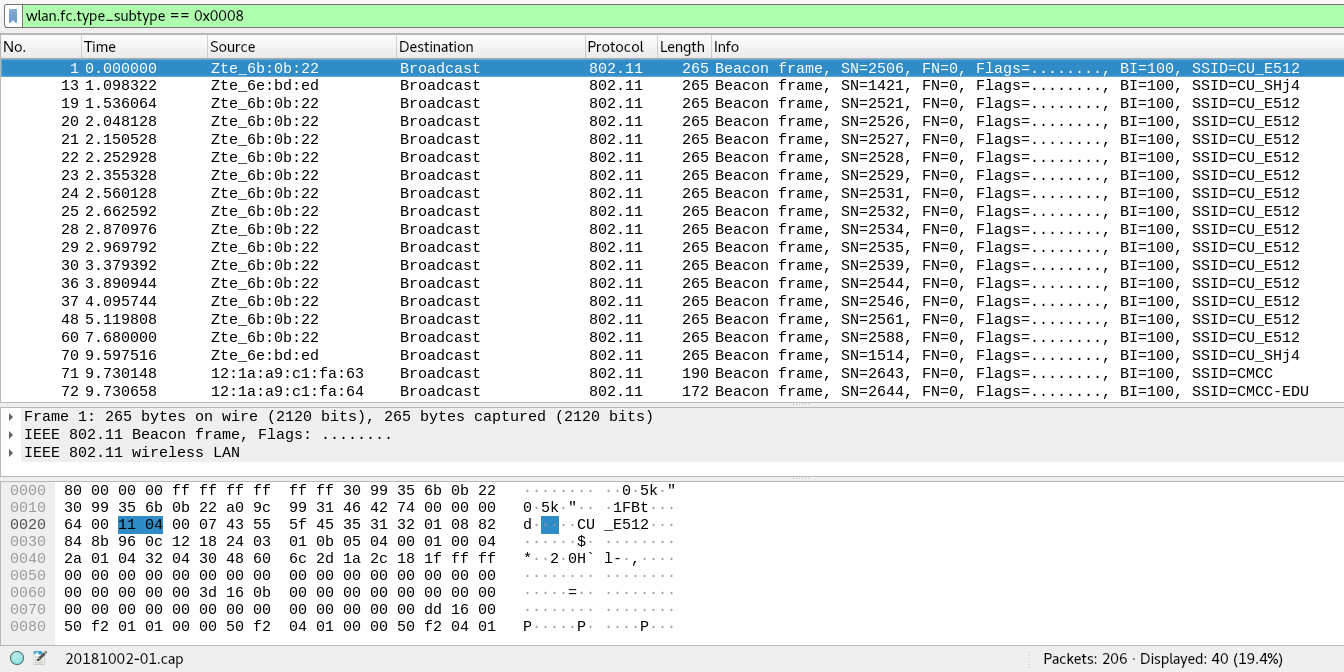 wlan.fc.type_subtype == 0x0008
No. Time Source Destination Protocol Length Info
1 0.000000 Zte_6b:0b:22 Broadcast 802.11 265 Beacon frame, SN=2506, FN=0, Flags=........, BI=100, SSID=CU_E512
13 1.098322 Zte_6e:bd:ed Broadcast 802.11 265 Beacon frame, SN=1421, FN=0, Flags=........, BI=100, SSID=CU_SHj4
19 1.536064 Zte_6b:0b:22 Broadcast 802.11 265 Beacon frame, SN=2521, FN=0, Flags=........, BI=100, SSID=CU_E512
20 2.048128 Zte_6b:0b:22 Broadcast 802.11 265 Beacon frame, SN=2526, FN=0, Flags=........, BI=100, SSID=CU_E512
21 2.150528 Zte_6b:0b:22 Broadcast 802.11 265 Beacon frame, SN=2527, FN=0, Flags=........, BI=100, SSID=CU_E512
22 2.252928 Zte_6b:0b:22 Broadcast 802.11 265 Beacon frame, SN=2528, FN=0, Flags=........, BI=100, SSID=CU_E512
23 2.355328 Zte_6b:0b:22 Broadcast 802.11 265 Beacon frame, SN=2529, FN=0, Flags=........, BI=100, SSID=CU_E512
24 2.560128 Zte_6b:0b:22 Broadcast 802.11 265 Beacon frame, SN=2531, FN=0, Flags=........, BI=100, SSID=CU_E512
25 2.662592 Zte_6b:0b:22 Broadcast 802.11 265 Beacon frame, SN=2532, FN=0, Flags=........, BI=100, SSID=CU_E512
28 2.870976 Zte_6b:0b:22 Broadcast 802.11 265 Beacon frame, SN=2534, FN=0, Flags=........, BI=100, SSID=CU_E512
29 2.969792 Zte_6b:0b:22 Broadcast 802.11 265 Beacon frame, SN=2535, FN=0, Flags=........, BI=100, SSID=CU_E512
30 3.379392 Zte_6b:0b:22 Broadcast 802.11 265 Beacon frame, SN=2539, FN=0, Flags=........, BI=100, SSID=CU_E512
36 3.890944 Zte_6b:0b:22 Broadcast 802.11 265 Beacon frame, SN=2544, FN=0, Flags=........, BI=100, SSID=CU_E512
37 4.095744 Zte_6b:0b:22 Broadcast 802.11 265 Beacon frame, SN=2546, FN=0, Flags=........, BI=100, SSID=CU_E512
48 5.119808 Zte_6b:0b:22 Broadcast 802.11 265 Beacon frame, SN=2561, FN=0, Flags=........, BI=100, SSID=CU_E512
60 7.680000 Zte_6b:0b:22 Broadcast 802.11 265 Beacon frame, SN=2588, FN=0, Flags=........, BI=100, SSID=CU_E512
70 9.597516 Zte_6e:bd:ed Broadcast 802.11 265 Beacon frame, SN=1514, FN=0, Flags=........, BI=100, SSID=CU_SHj4
71 9.730148 12:1a:a9:c1:fa:63 Broadcast 802.11 190 Beacon frame, SN=2643, FN=0, Flags=........, BI=100, SSID=CMCC
72 9.730658 12:1a:a9:c1:fa:64 Broadcast 802.11 172 Beacon frame, SN=2644, FN=0, Flags=........, BI=100, SSID=CMCC-EDU
Frame 1: 265 bytes on wire (2120 bits), 265 bytes captured (2120 bits)
IEEE 802.11 Beacon frame, Flags: ........
IEEE 802.11 wireless LAN
0000 80 00 00 00 ff ff ff ff ff ff 30 99 35 6b 0b 22 ········ ··0·5k·"
0010 30 99 35 6b 0b 22 a0 9c 99 31 46 42 74 00 00 00 0·5k·"·· ·1FBt···
0020 64 00 11 04 00 07 43 55 5f 45 35 31 32 01 08 82 d·····CU _E512···
0030 84 8b 96 0c 12 18 24 03 01 0b 05 04 00 01 00 04 ······$· ········
0040 2a 01 04 32 04 30 48 60 6c 2d 1a 2c 18 1f ff ff *··2·0H` l-·,····
0050 00 00 00 00 00 00 00 00 00 00 00 00 00 00 00 00 ········ ········
0060 00 00 00 00 00 3d 16 0b 00 00 00 00 00 00 00 00 ·····=·· ········
0070 00 00 00 00 00 00 00 00 00 00 00 00 00 dd 16 00 ········ ········
0080 50 f2 01 01 00 00 50 f2 04 01 00 00 50 f2 04 01 P·····P· ····P···
20181002-01.cap Packets: 206 · Displayed: 40 (19.4%)